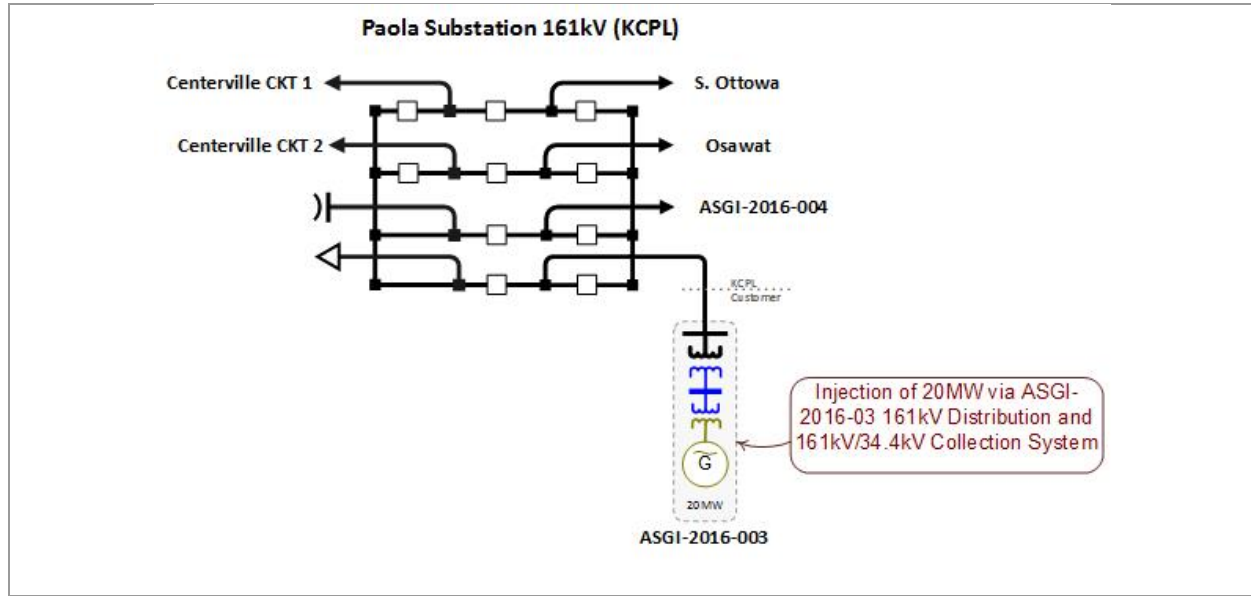 Paola Substation 161kV (KCPL)
Centerville CKT 1
S. Ottowa
Centerville CKT 2
Osawat
ASGI-2016-004
KCPL
Customer
Injection of 20MW via ASGI-
2016-03 161kV Distribution and
161kV/34.4kV Collection System
G
20MW
ASGI-2016-003